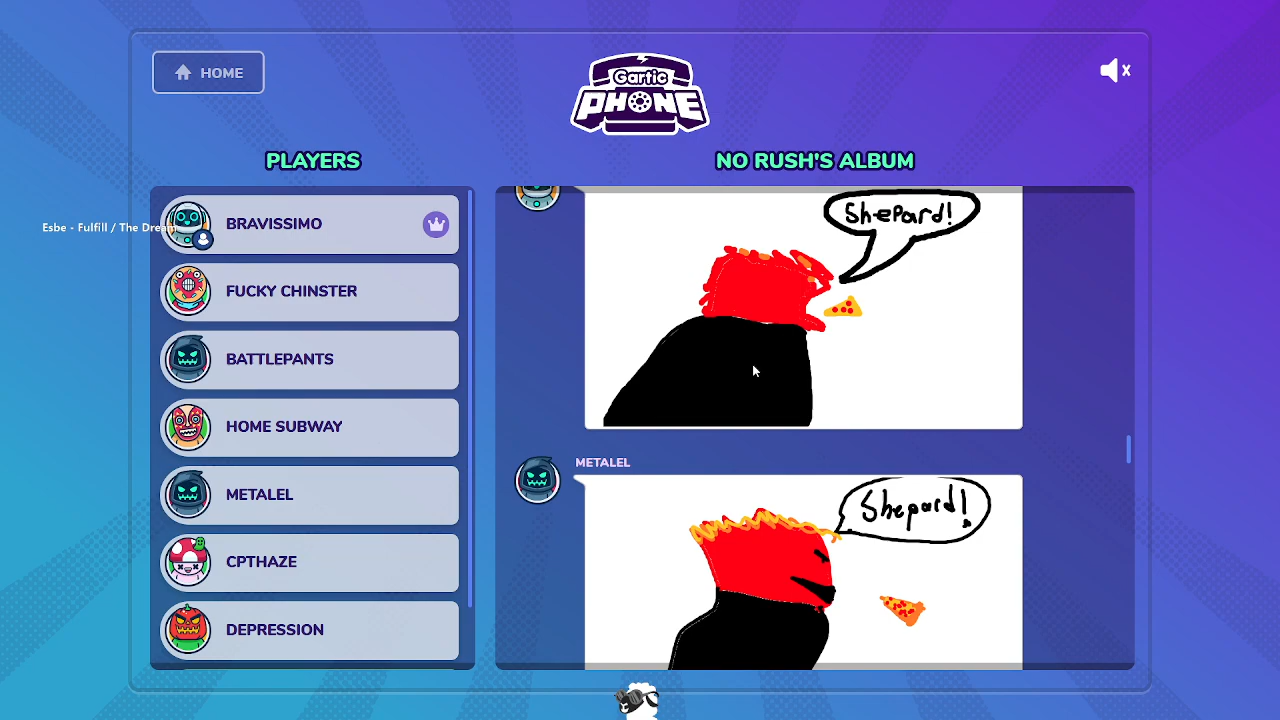 HOME
Gartic
PHONE
x
PLAYERS
NO RUSH'S ALBUM
BRAVISSIMO
Esbe - Fulfill / The Dream
FUCKY CHINSTER
BATTLEPANTS
HOME SUBWAY
METALEL
CPTHAZE
DEPRESSION
Shepard!
METALEL
Shepard!